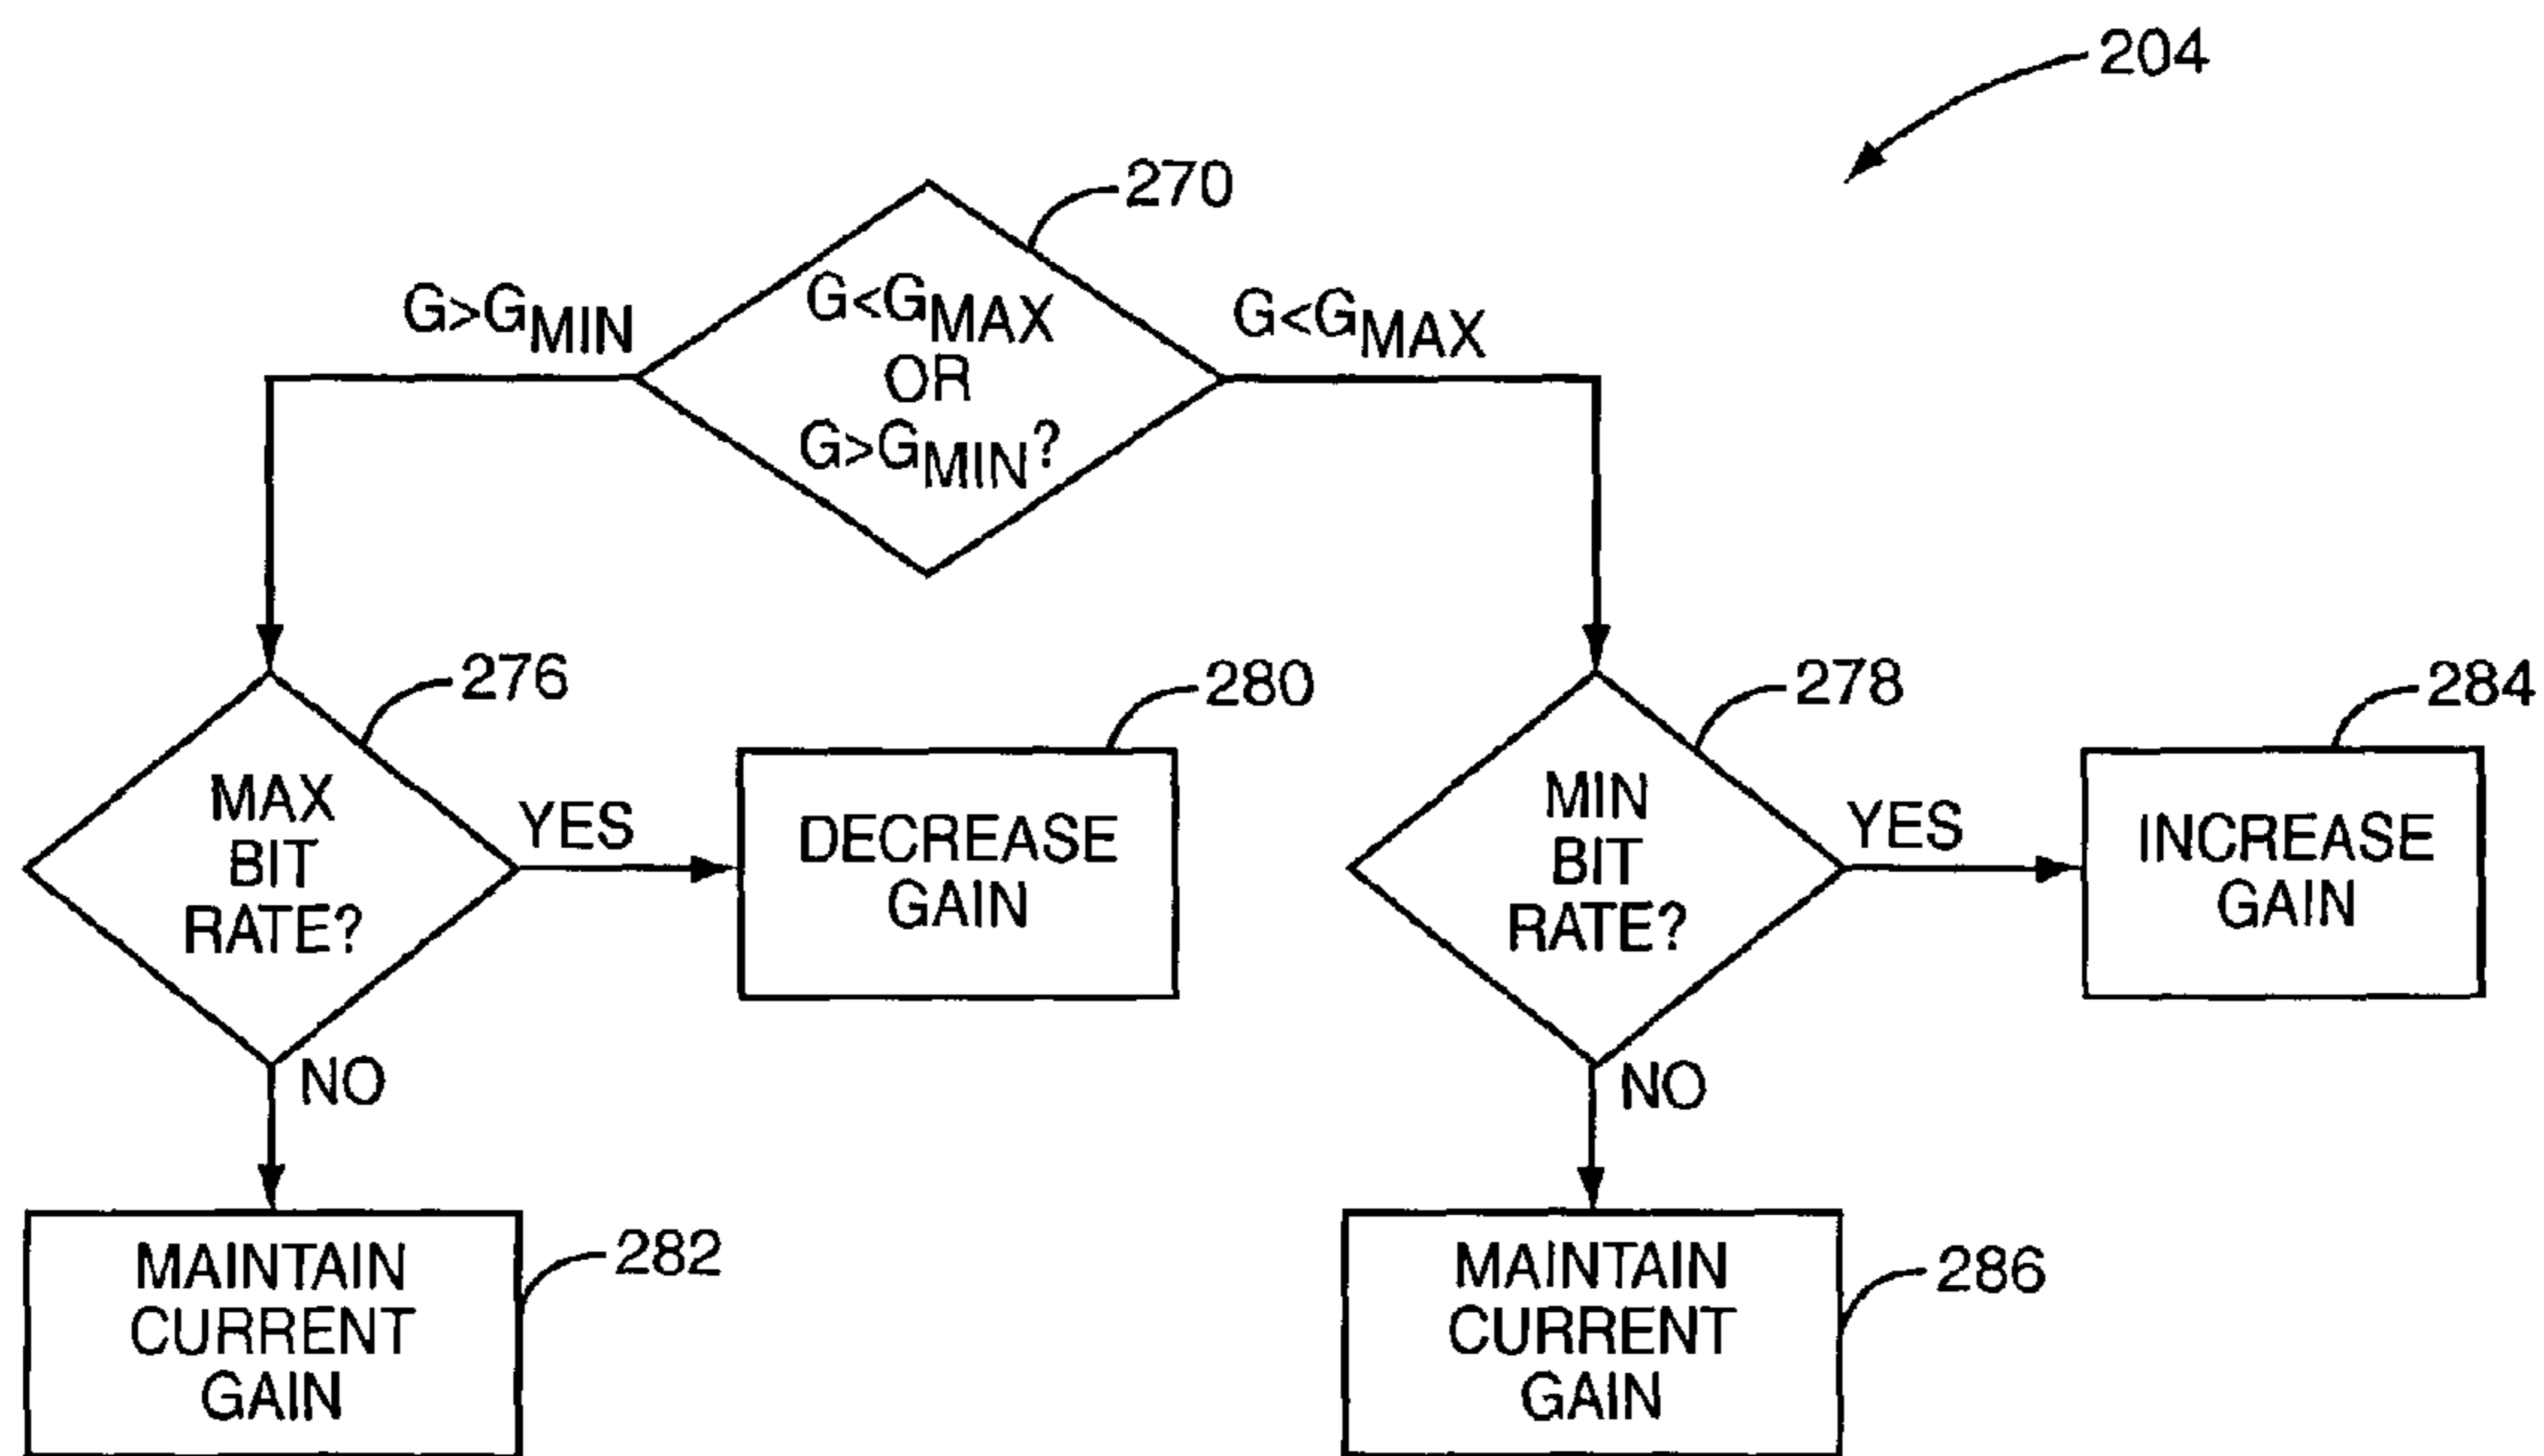 204
270
G<GMAX
OR
G>GMIN?
G>GMIN
G<GMAX
276
MAX
BIT
RATE?
YES
280
DECREASE
GAIN
278
MIN
BIT
RATE?
YES
284
INCREASE
GAIN
NO
NO
282
MAINTAIN
CURRENT
GAIN
286
MAINTAIN
CURRENT
GAIN